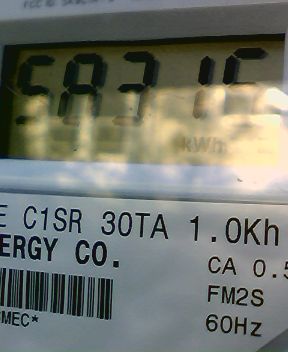 kWh
E C1SR 30TA 1.0Kh
ERGY CO.
CA 0.5
FM2S
MEC*
60Hz